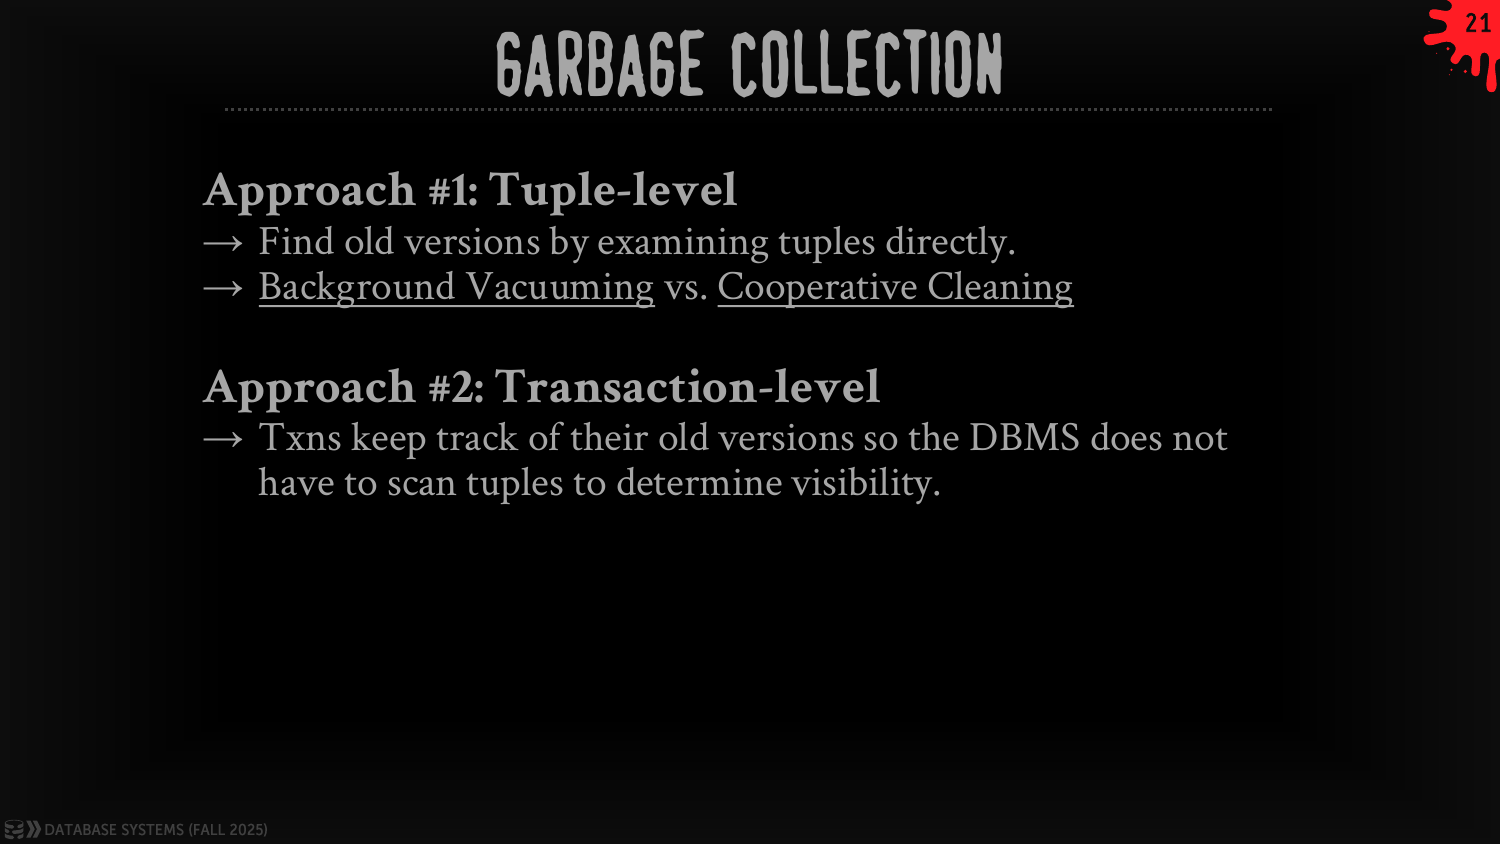 GARBAGE COLLECTION
21
Approach #1: Tuple-level
→ Find old versions by examining tuples directly.
→ Background Vacuuming vs. Cooperative Cleaning
Approach #2: Transaction-level
→ Txns keep track of their old versions so the DBMS does not
have to scan tuples to determine visibility.
DATABASE SYSTEMS (FALL 2025)